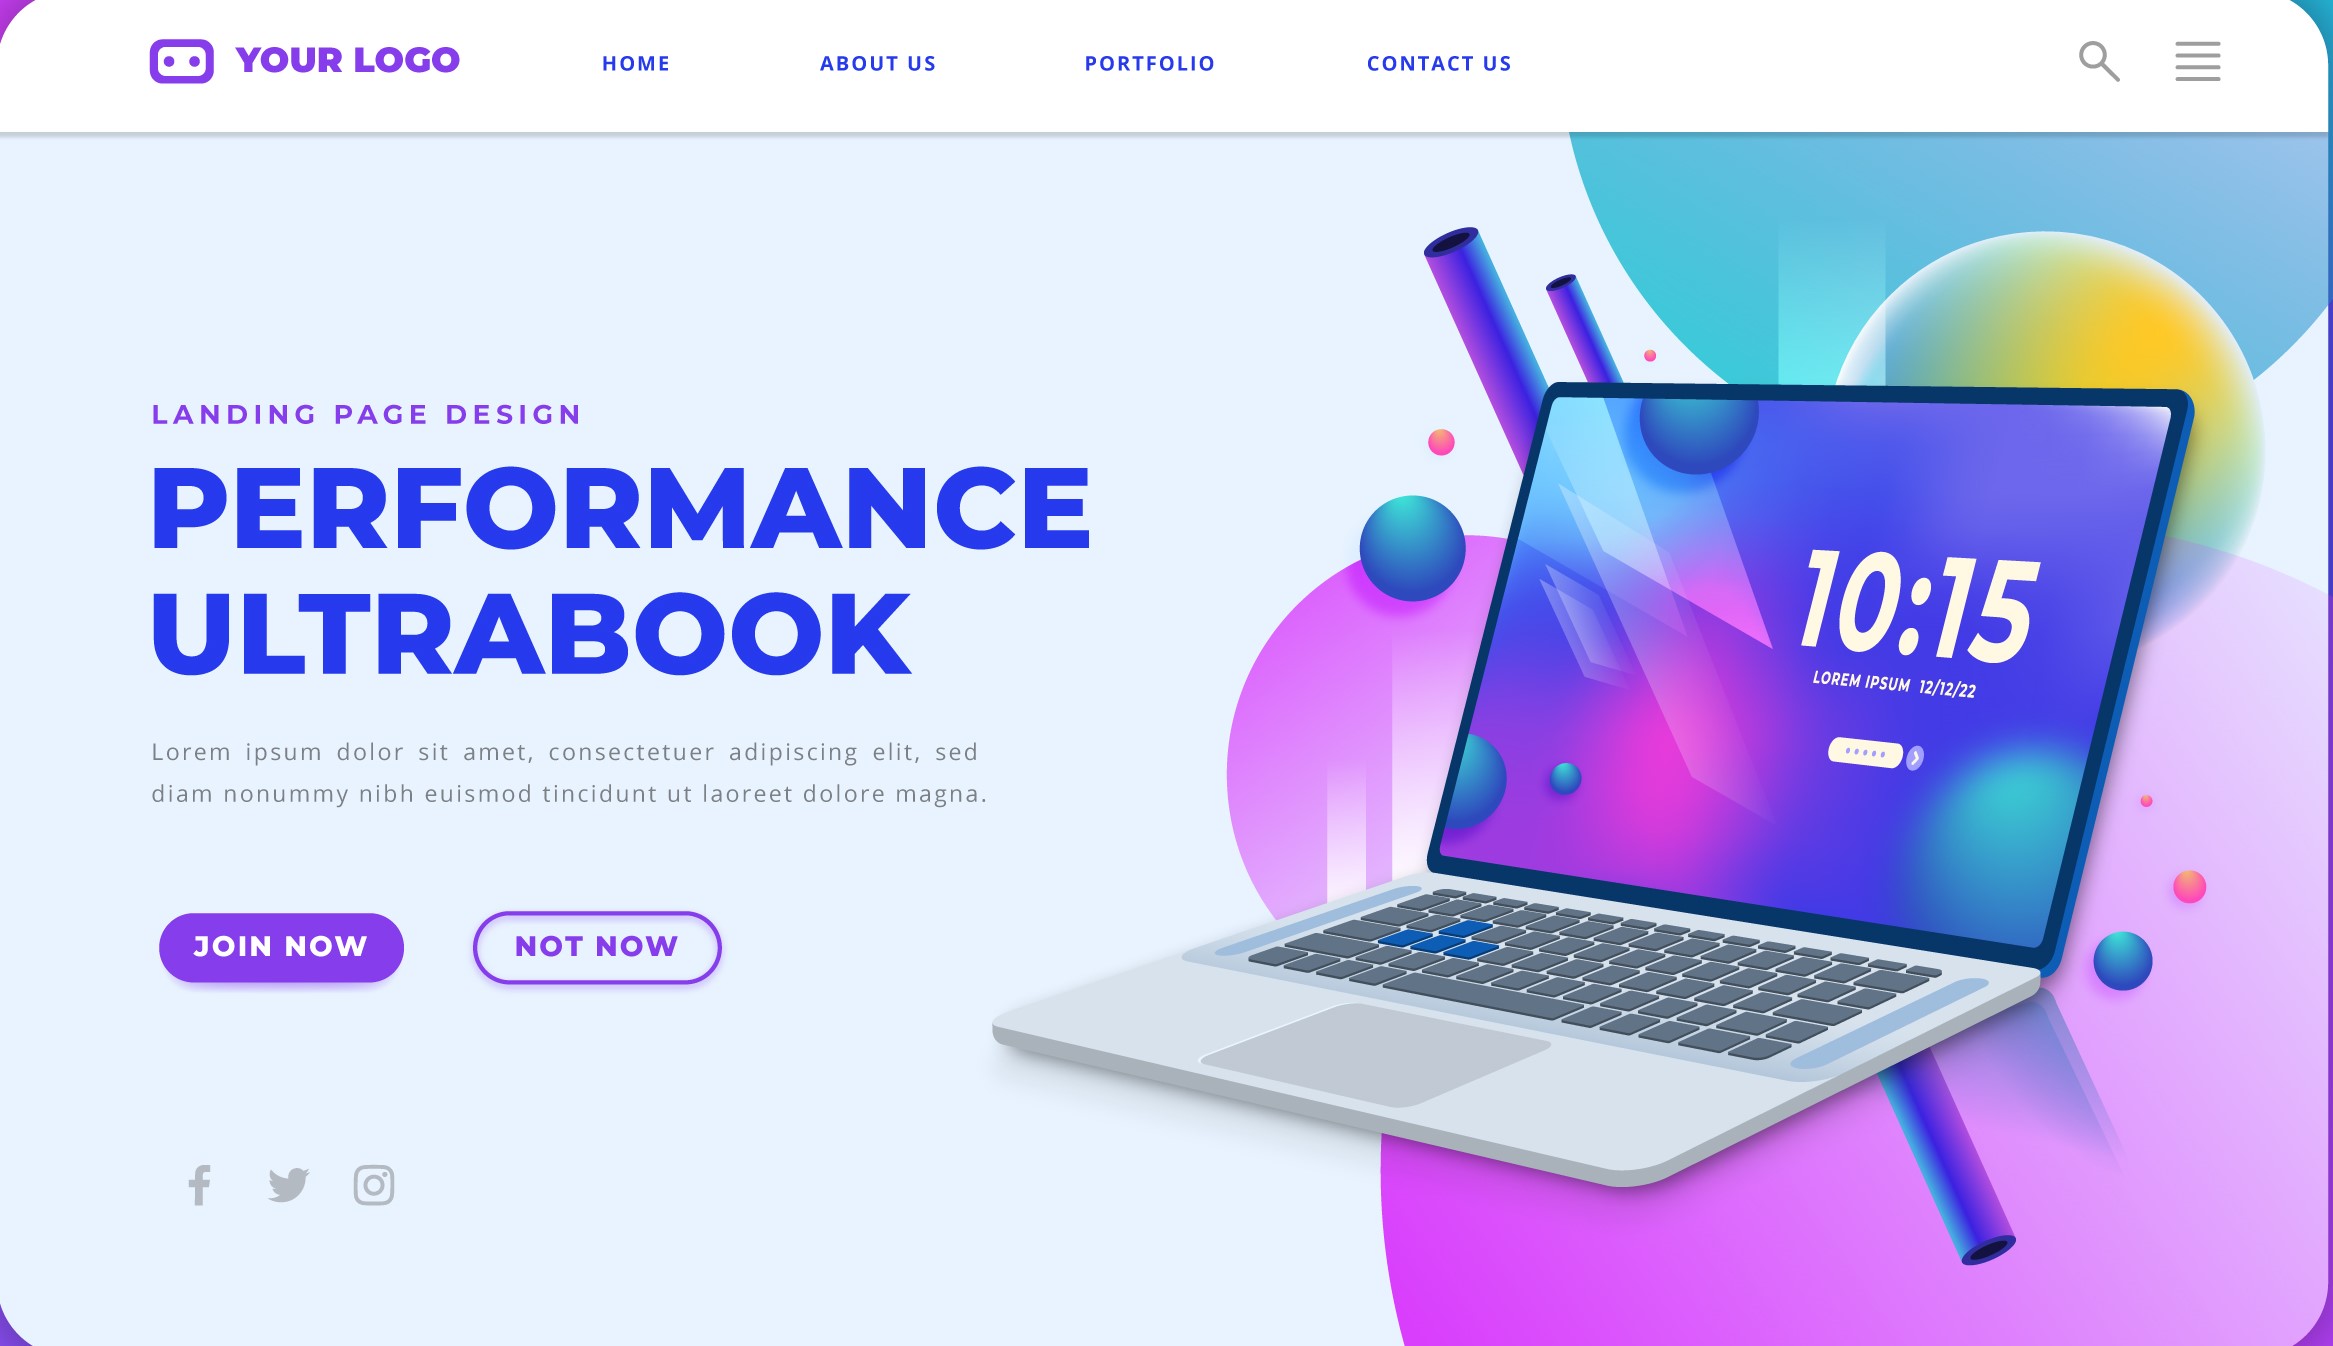 YOUR LOGO
HOME
ABOUT US
PORTFOLIO
CONTACT US
LANDING PAGE DESIGN
PERFORMANCE
ULTRABOOK
Lorem ipsum dolor sit amet, consectetuer adipiscing elit, sed
diam nonummy nibh euismod tincidunt ut laoreet dolore magna.
JOIN NOW
NOT NOW
10:15
LOREM IPSUM 12/12/22